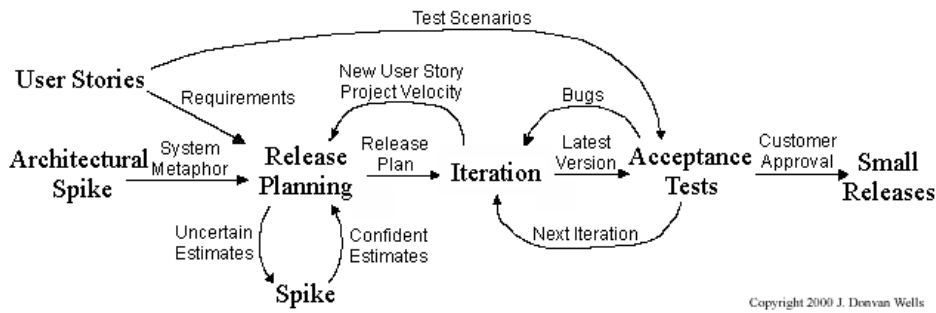 Test Scenarios
User Stories
New User Story
Project Velocity
Requirements
Bugs
Architectural
Spike
System
Metaphor
Release
Planning
Release
Plan
Iteration
Latest
Version
Acceptance
Tests
Customer
Approval
Small
Releases
Uncertain
Estimates
Confident
Estimates
Next Iteration
Spike
Copyright 2000 J. Donvan Wells